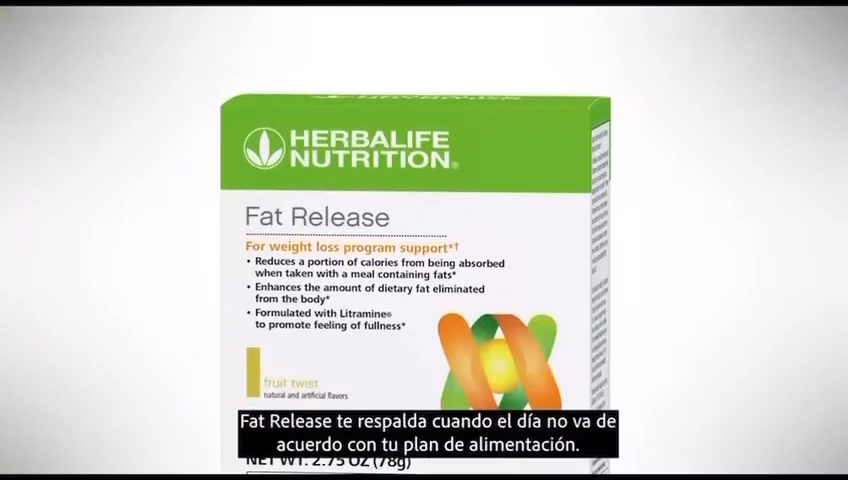 HERBALIFE
NUTRITION®
Fat Release
For weight loss program support*†
• Reduces a portion of calories from being absorbed
when taken with a meal containing fats*
• Enhances the amount of dietary fat eliminated
from the body*
• Formulated with Litramine®
to promote feeling of fullness*
fruit twist
natural and artificial flavors
Fat Release te respalda cuando el día no va de
acuerdo con tu plan de alimentación.
NET WT. 2.75 OZ (78g)